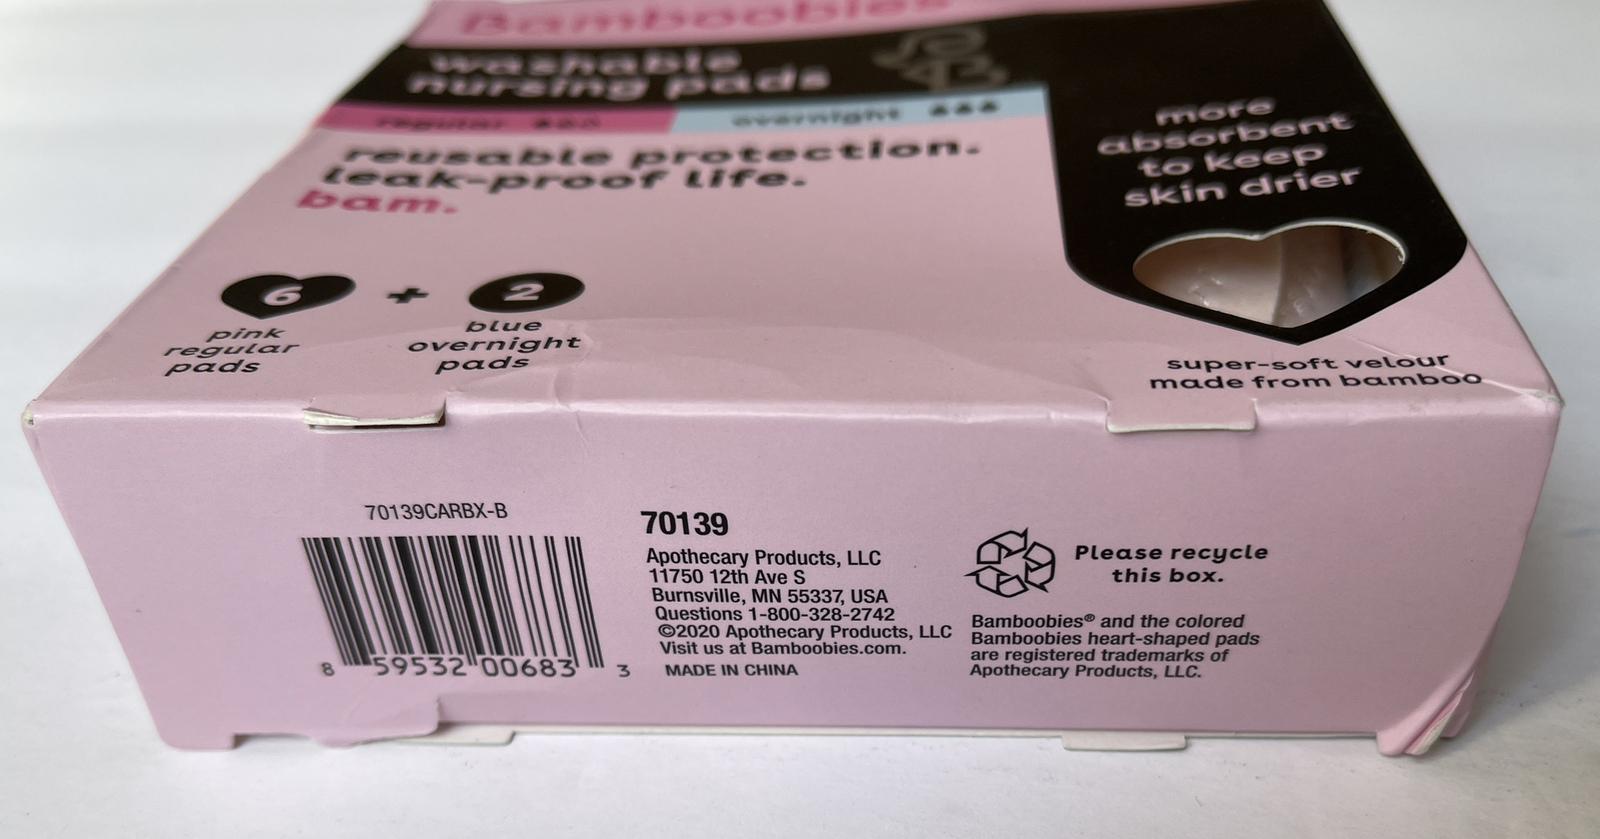 Bamboobies
washable
nursing pads
regular
overnight
reusable protection.
leak-proof life.
bam.
more
absorbent
to keep
skin drier
6 + 2
pink
regular
pads
blue
overnight
pads
super-soft velour
made from bamboo
70139CARBX-B
8 59532 00683 3
70139
Apothecary Products, LLC
11750 12th Ave S
Burnsville, MN 55337, USA
Questions 1-800-328-2742
©2020 Apothecary Products, LLC
Visit us at Bamboobies.com.
MADE IN CHINA
Please recycle
this box.
Bamboobies® and the colored
Bamboobies heart-shaped pads
are registered trademarks of
Apothecary Products, LLC.